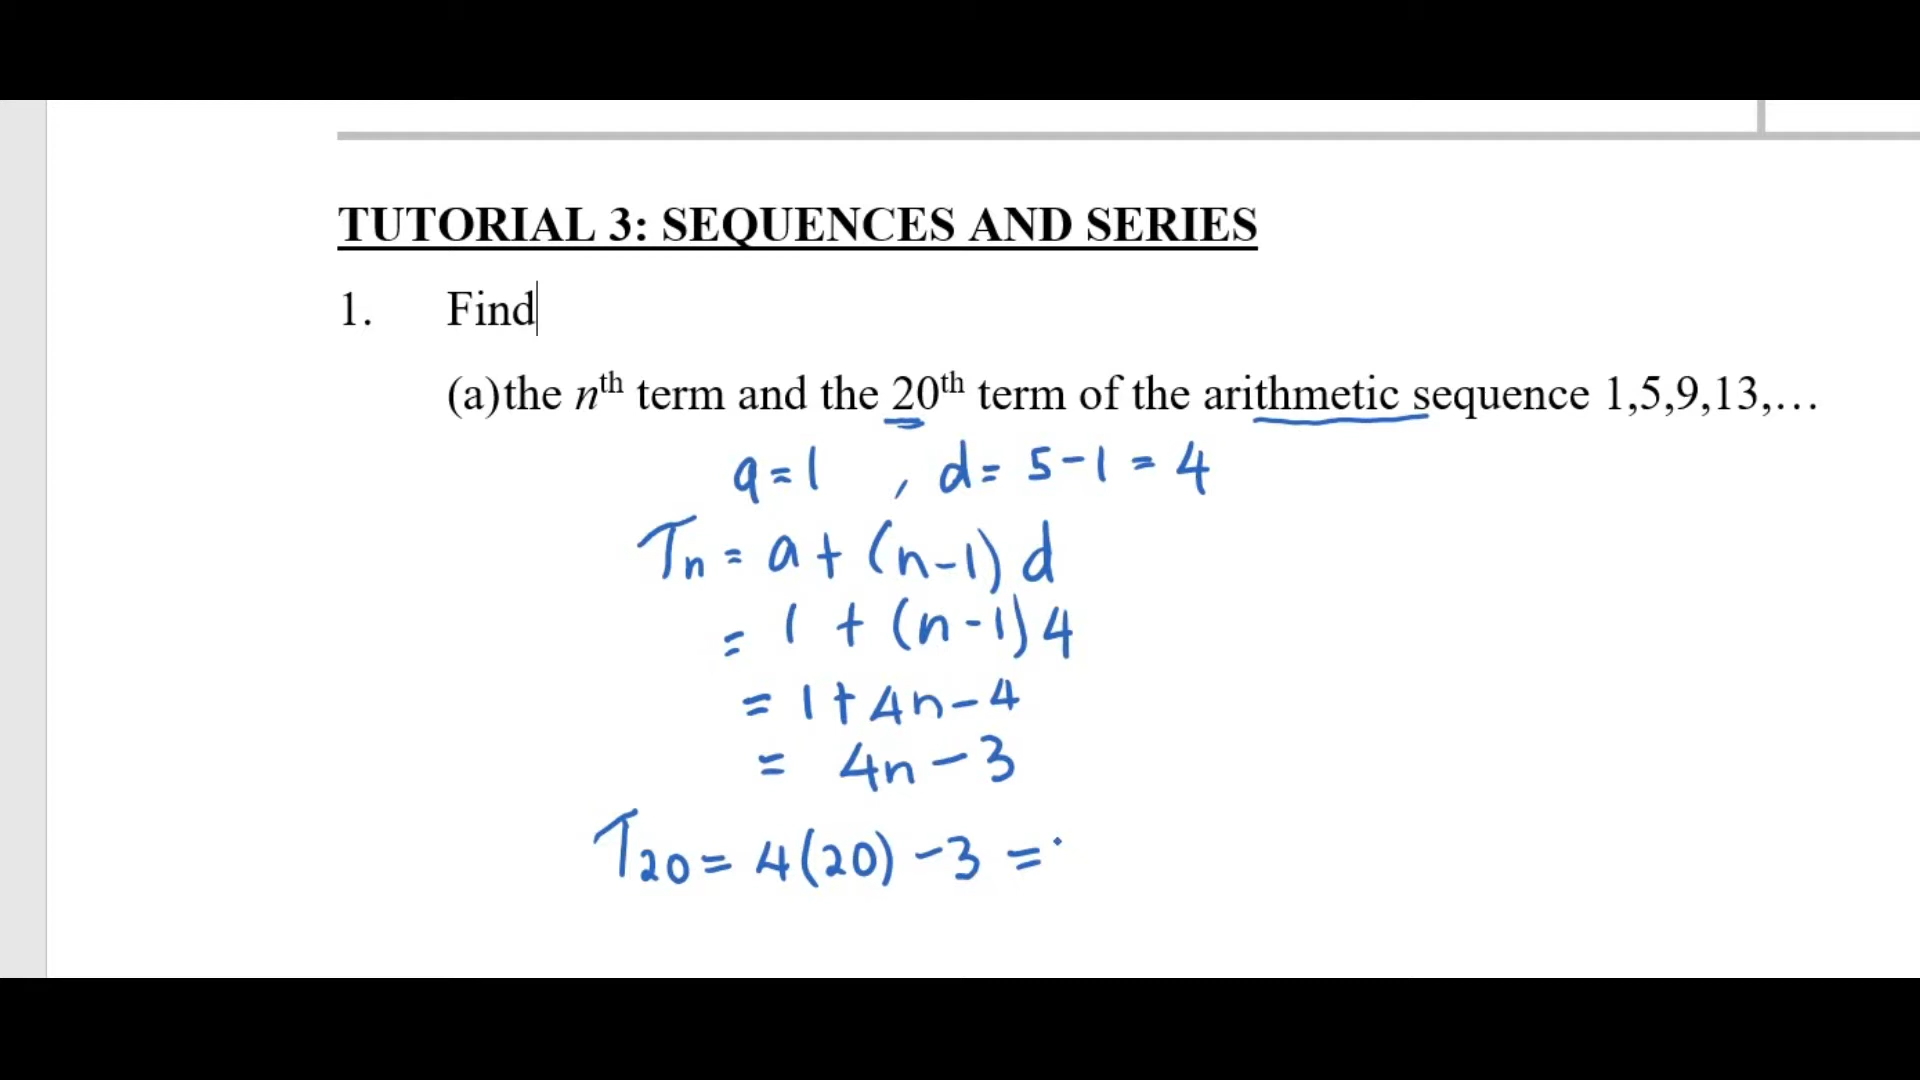 TUTORIAL 3: SEQUENCES AND SERIES
1. Find
(a) the nth term and the 20th term of the arithmetic sequence 1,5,9,13,…
a = 1 , d = 5 - 1 = 4
Tn = a + (n-1) d
= 1 + (n-1) 4
= 1 + 4n - 4
= 4n - 3
T20 = 4(20) - 3 =